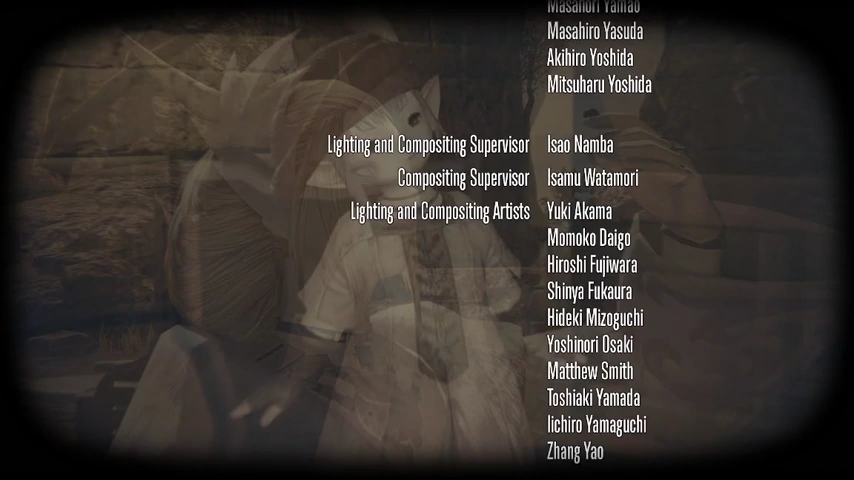 Masanori Yamao
Masahiro Yasuda
Akihiro Yoshida
Mitsuharu Yoshida
Lighting and Compositing Supervisor Isao Namba
Compositing Supervisor Isamu Watamori
Lighting and Compositing Artists Yuki Akama
Momoko Daigo
Hiroshi Fujiwara
Shinya Fukaura
Hideki Mizoguchi
Yoshinori Osaki
Matthew Smith
Toshiaki Yamada
Iichiro Yamaguchi
Zhang Yao